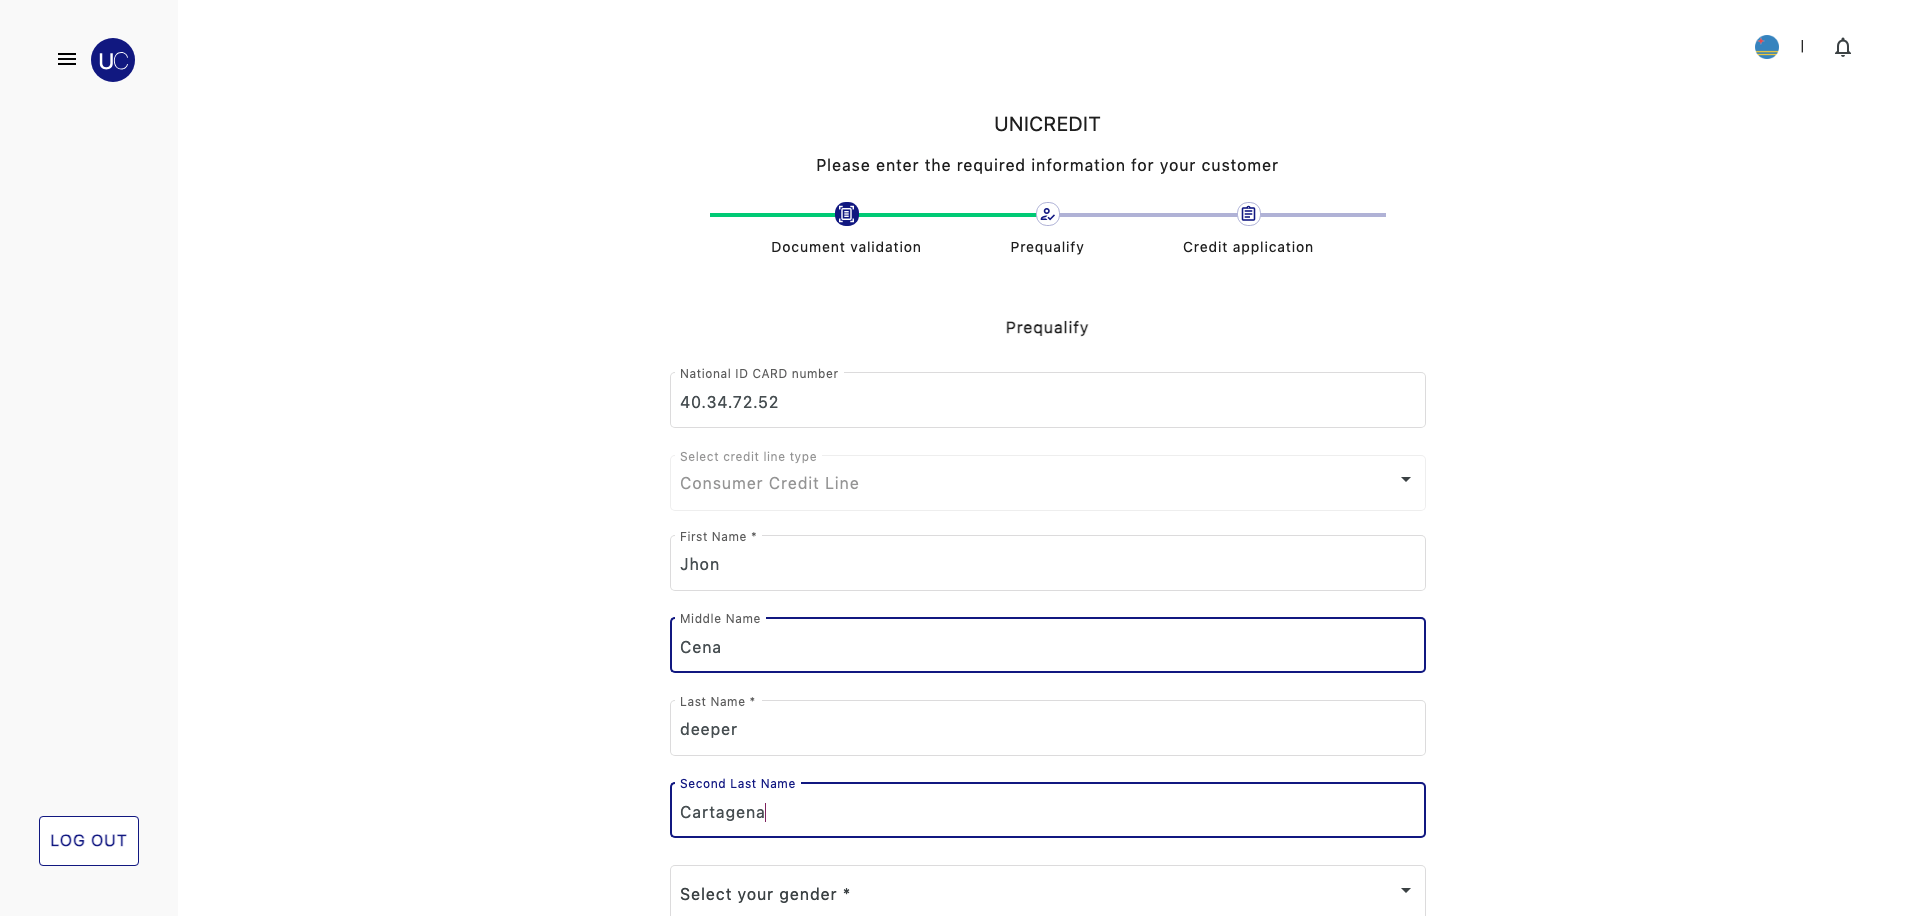 UC
UNICREDIT
Please enter the required information for your customer
Document validation
Prequalify
Credit application
Prequalify
National ID CARD number
40.34.72.52
Select credit line type
Consumer Credit Line
First Name *
Jhon
Middle Name
Cena
Last Name *
deeper
Second Last Name
Cartagena
LOG OUT
Select your gender *